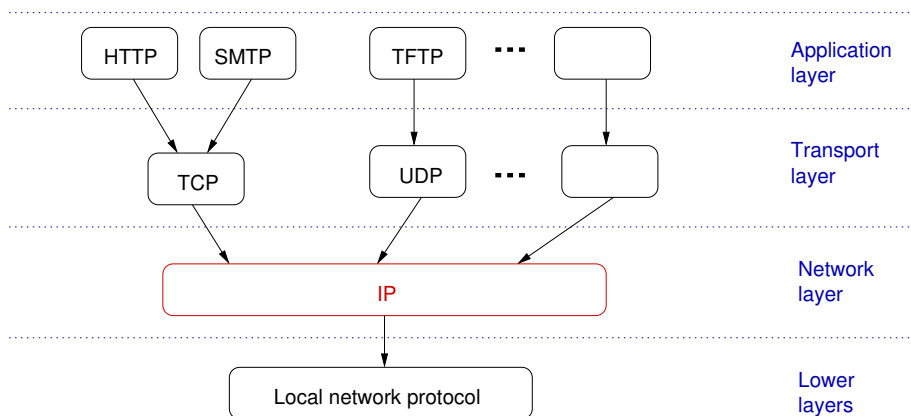 HTTP
SMTP
TFTP
Application
layer
TCP
UDP
Transport
layer
IP
Network
layer
Local network protocol
Lower
layers